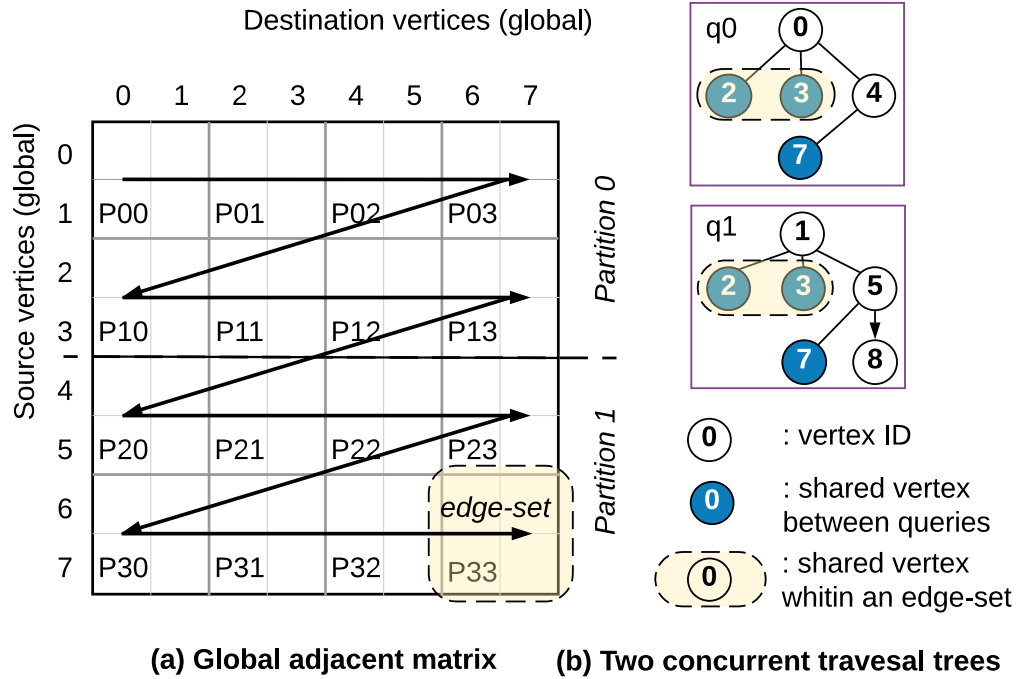 Destination vertices (global)
0 1 2 3 4 5 6 7
Source vertices (global)
0
1
2
3
4
5
6
7
P00 P01 P02 P03
P10 P11 P12 P13
P20 P21 P22 P23
edge-set
P30 P31 P32 P33
Partition 0
Partition 1
(a) Global adjacent matrix
q0
0
2 3 4
7
q1
1
2 3 5
7 8
0 : vertex ID
0 : shared vertex
between queries
0 : shared vertex
whitin an edge-set
(b) Two concurrent travesal trees